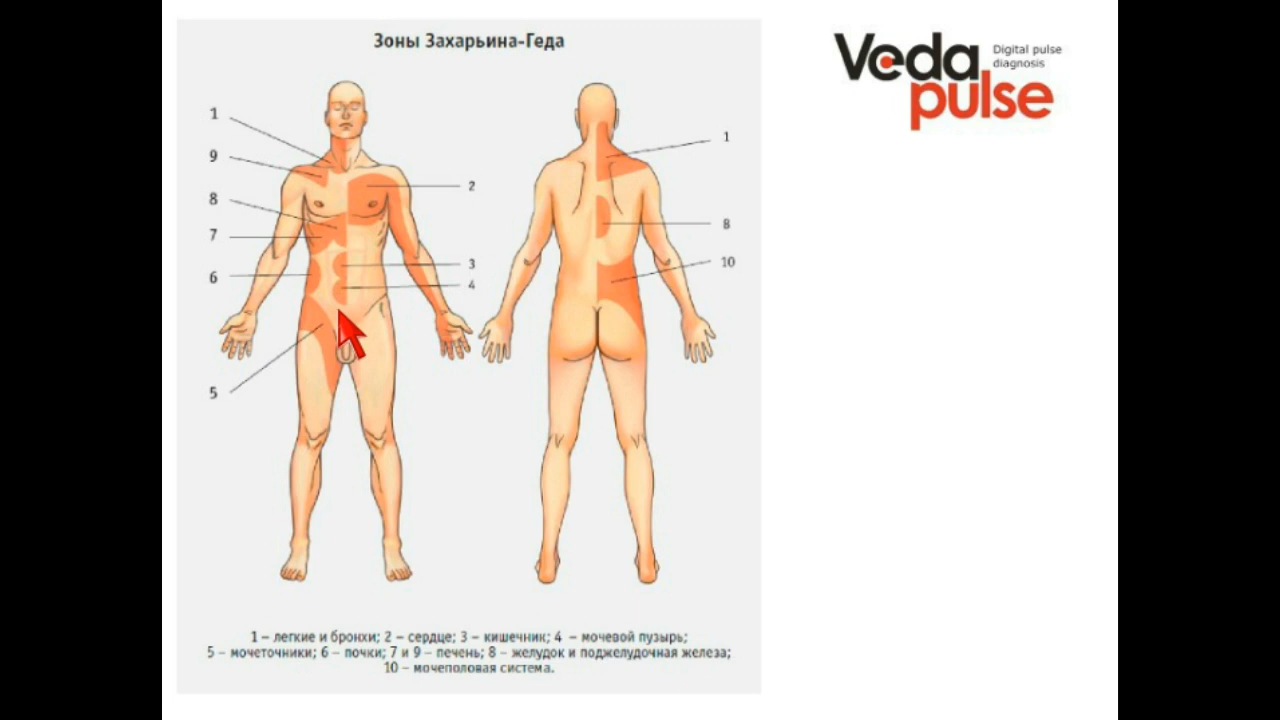 Зоны Захарьина-Геда
Veda
pulse
Digital pulse
diagnosis
1
9
8
7
6
5
2
3
4
1
8
10
1 – легкие и бронхи; 2 – сердце; 3 – кишечник; 4 – мочевой пузырь;
5 – мочеточники; 6 – почки; 7 и 9 – печень; 8 – желудок и поджелудочная железа;
10 – мочеполовая система.